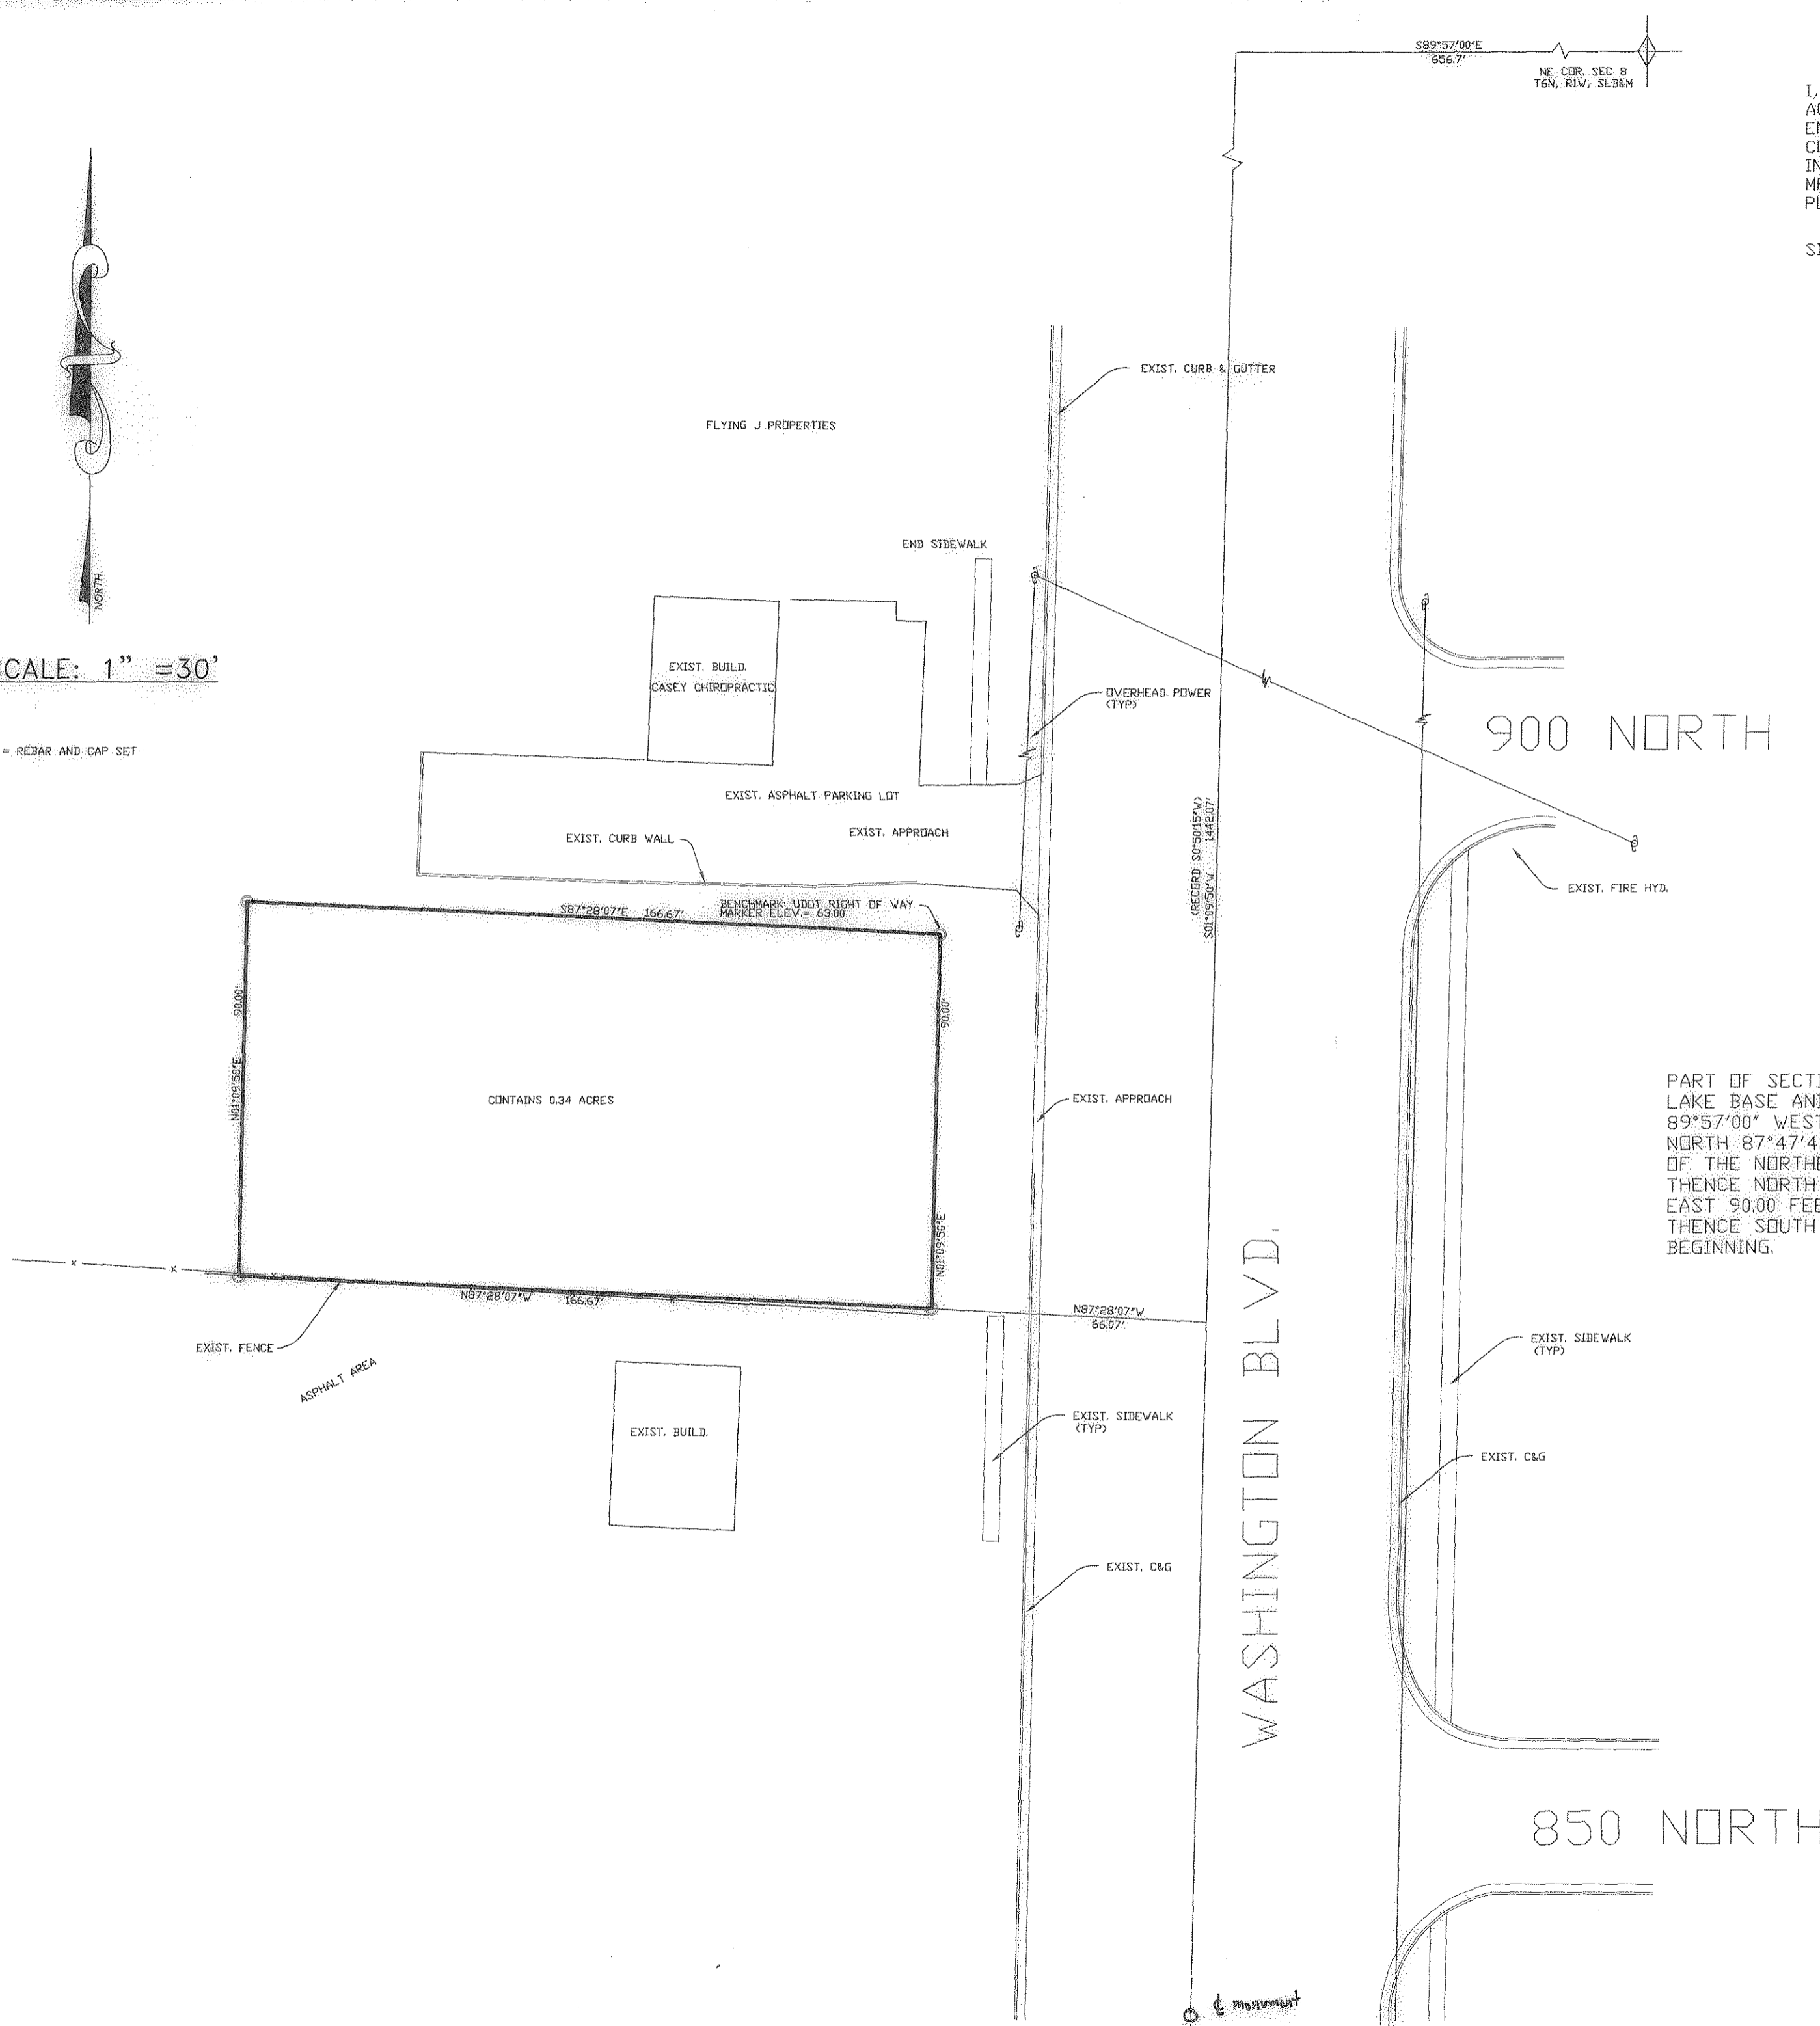 S89°57'00"E
656.7'
NE COR. SEC 8
T6N, R1W, SLB&M
I,
NORTH
CALE: 1" =30'
= REBAR AND CAP SET
FLYING J PROPERTIES
EXIST. CURB & GUTTER
END SIDEWALK
EXIST. BUILD.
CASEY CHIROPRACTIC
OVERHEAD POWER
(TYP)
900 NORTH
EXIST. ASPHALT PARKING LOT
EXIST. APPROACH
EXIST. CURB WALL
(RECORD S0°50'15"W)
S01°09'50"W 1442.07'
EXIST. FIRE HYD.
S87°28'07"E 166.67'
BENCHMARK: UDOT RIGHT OF WAY
MARKER ELEV.= 63.00
90.00'
N01°09'50"E
90.00'
N01°09'50"E
CONTAINS 0.34 ACRES
EXIST. APPROACH
PART OF SECTI
LAKE BASE AN
89°57'00" WEST
NORTH 87°47'4
OF THE NORTHE
THENCE NORTH
EAST 90.00 FEE
THENCE SOUTH
BEGINNING.
N87°28'07"W 166.67'
N87°28'07"W
66.07'
EXIST. FENCE
ASPHALT AREA
EXIST. BUILD.
EXIST. SIDEWALK
(TYP)
WASHINGTON BLVD.
EXIST. SIDEWALK
(TYP)
EXIST. C&G
EXIST. C&G
850 NORTH
℄ monument